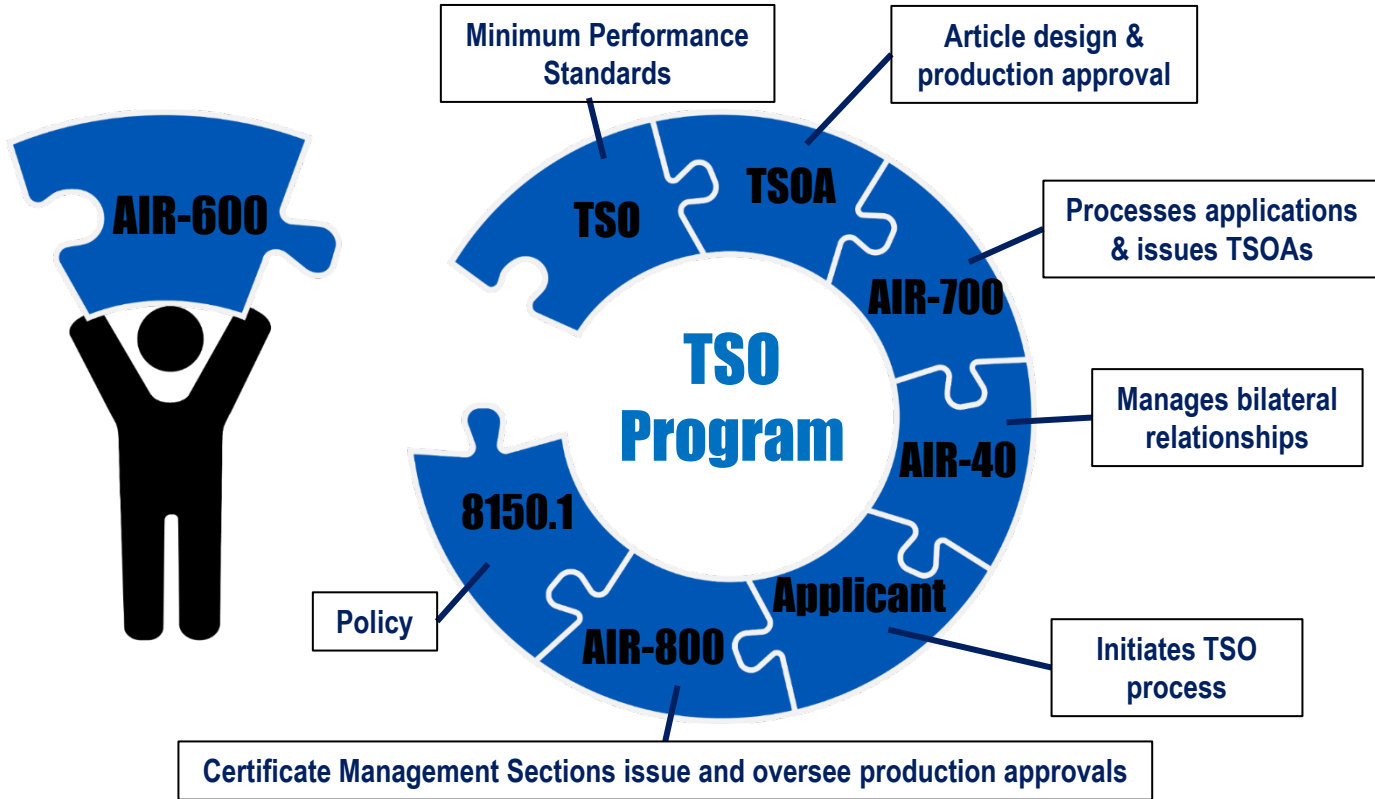 Minimum Performance
Standards
Article design &
production approval
AIR-600
TSO
TSOA
Processes applications
& issues TSOAs
AIR-700
TSO
Program
Manages bilateral
relationships
AIR-40
8150.1
Applicant
Policy
AIR-800
Initiates TSO
process
Certificate Management Sections issue and oversee production approvals